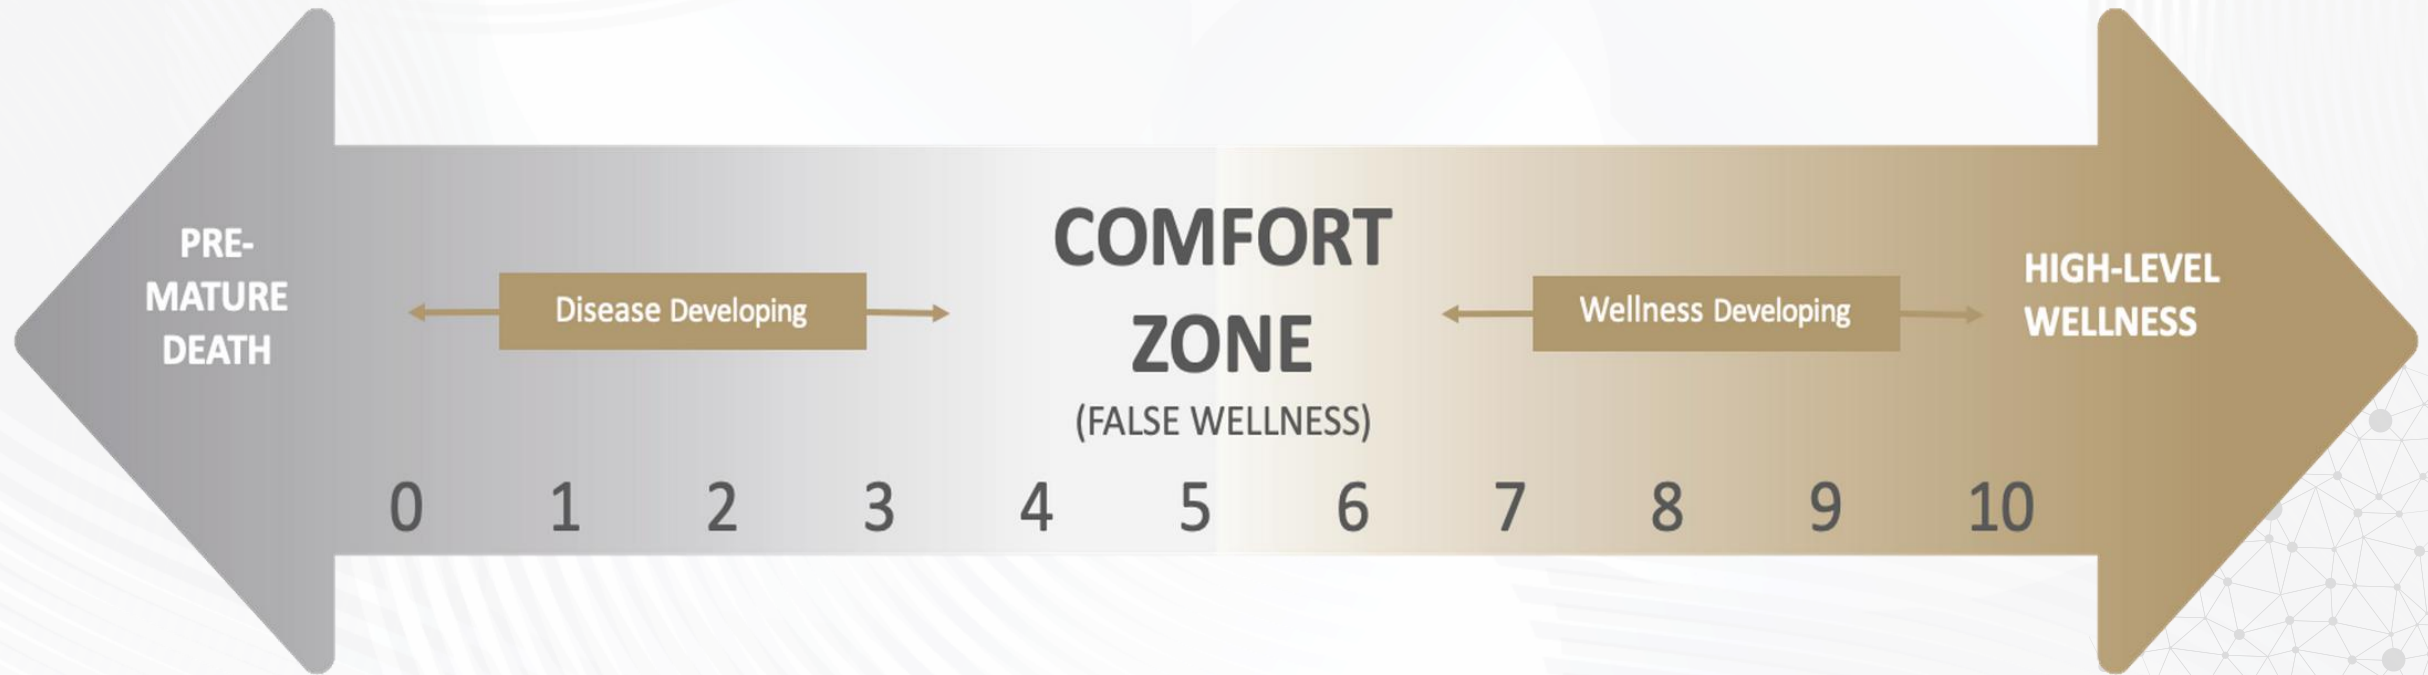 PRE-
MATURE
DEATH
Disease Developing
COMFORT
ZONE
(FALSE WELLNESS)
Wellness Developing
HIGH-LEVEL
WELLNESS
0 1 2 3 4 5 6 7 8 9 10